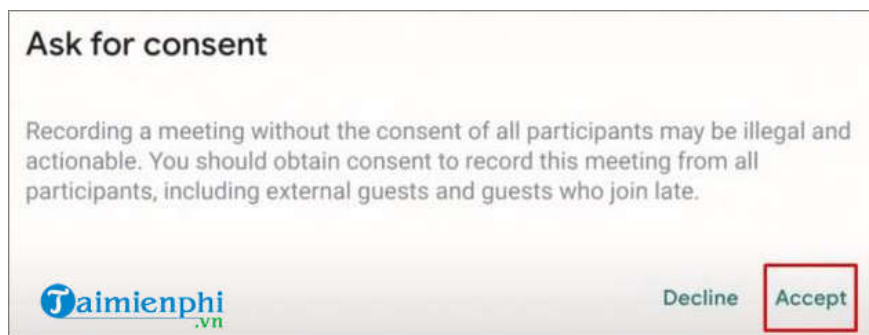 Ask for consent
Recording a meeting without the consent of all participants may be illegal and
actionable. You should obtain consent to record this meeting from all
participants, including external guests and guests who join late.
Decline Accept
Taimienphi
.vn